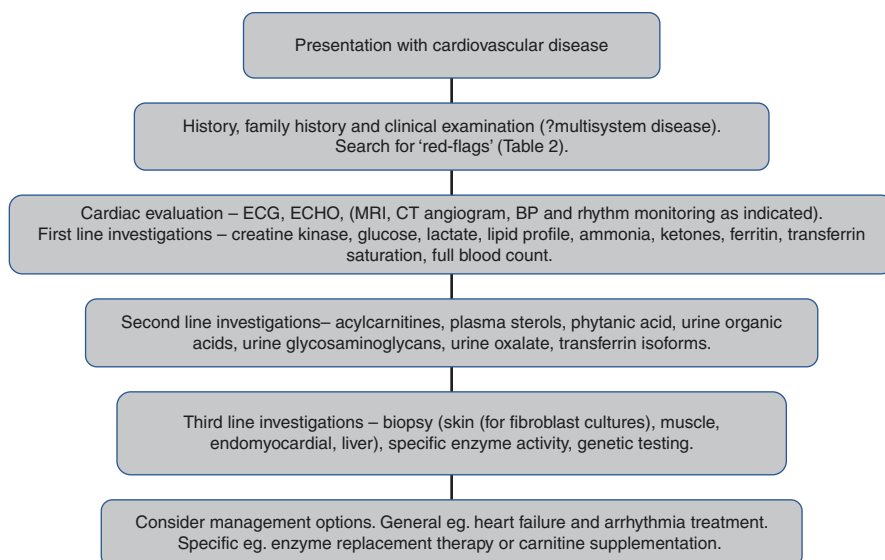 Presentation with cardiovascular disease
History, family history and clinical examination (?multisystem disease).
Search for ‘red-flags’ (Table 2).
Cardiac evaluation – ECG, ECHO, (MRI, CT angiogram, BP and rhythm monitoring as indicated).
First line investigations – creatine kinase, glucose, lactate, lipid profile, ammonia, ketones, ferritin, transferrin
saturation, full blood count.
Second line investigations– acylcarnitines, plasma sterols, phytanic acid, urine organic
acids, urine glycosaminoglycans, urine oxalate, transferrin isoforms.
Third line investigations – biopsy (skin (for fibroblast cultures), muscle,
endomyocardial, liver), specific enzyme activity, genetic testing.
Consider management options. General eg. heart failure and arrhythmia treatment.
Specific eg. enzyme replacement therapy or carnitine supplementation.